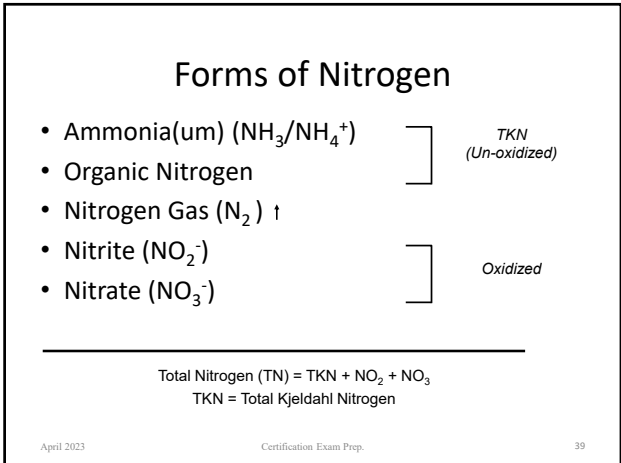 Forms of Nitrogen
• Ammonia(um) (NH₃/NH₄⁺)
TKN
(Un-oxidized)
• Organic Nitrogen
• Nitrogen Gas (N₂ ) ↑
• Nitrite (NO₂⁻)
Oxidized
• Nitrate (NO₃⁻)
Total Nitrogen (TN) = TKN + NO₂ + NO₃
TKN = Total Kjeldahl Nitrogen
April 2023 Certification Exam Prep. 39